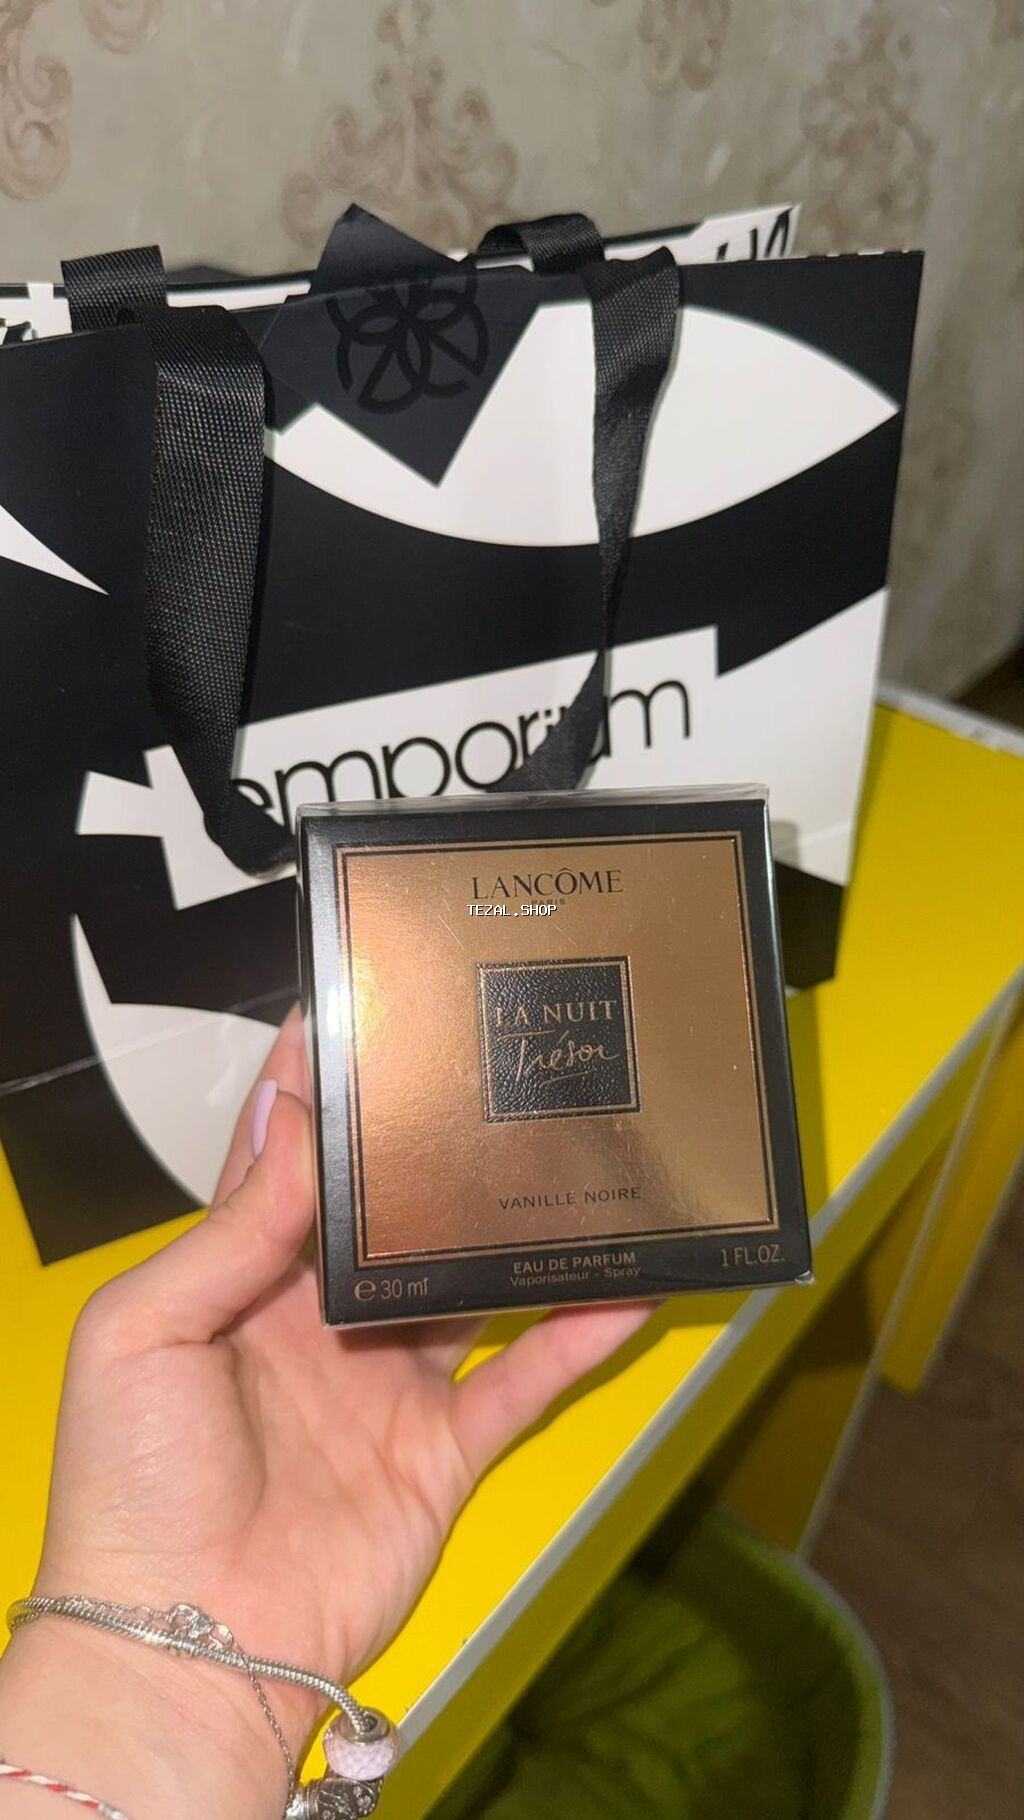 emporium
LANCÔME
PARIS
TEZAL.SHOP
LA NUIT
Trésor
VANILLE NOIRE
EAU DE PARFUM
Vaporisateur - Spray
e 30 ml
1 FL.OZ.